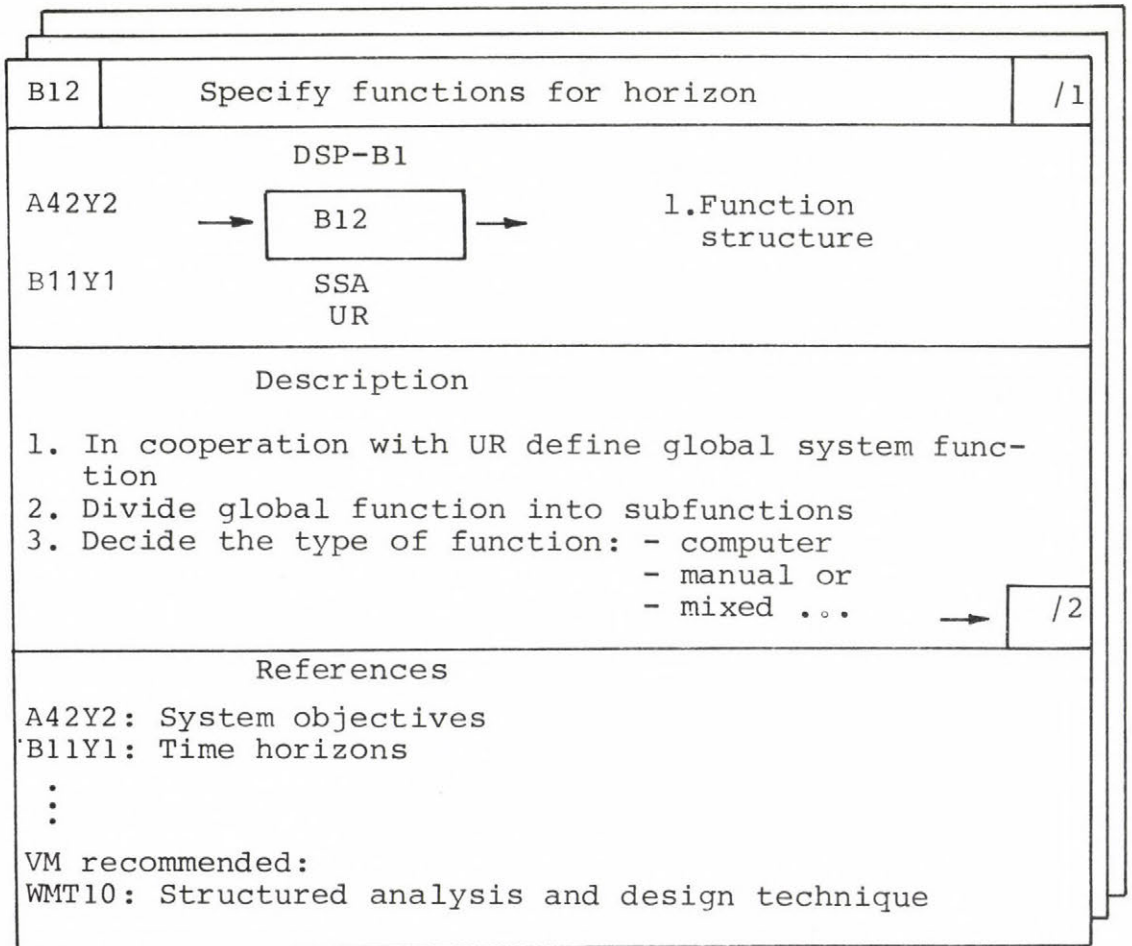 B12 Specify functions for horizon /1
DSP-B1
A42Y2 B12 1.Function
structure
B11Y1 SSA
UR
Description
1. In cooperation with UR define global system func-
tion
2. Divide global function into subfunctions
3. Decide the type of function: - computer
- manual or
- mixed ... /2
References
A42Y2: System objectives
B11Y1: Time horizons
⋮
VM recommended:
WMT10: Structured analysis and design technique